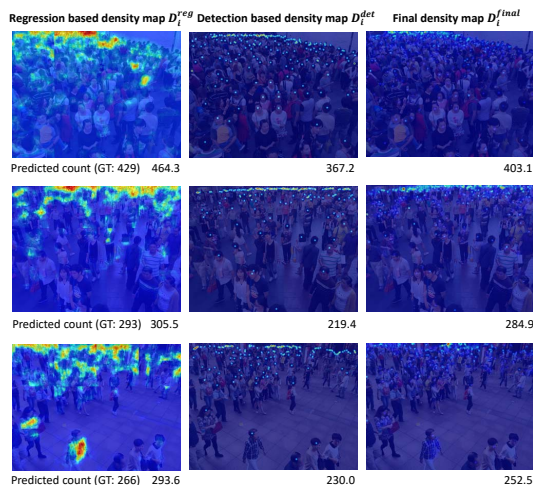 Regression based density map D_i^{reg} Detection based density map D_i^{det} Final density map D_i^{final}
Predicted count (GT: 429) 464.3 367.2 403.1
Predicted count (GT: 293) 305.5 219.4 284.9
Predicted count (GT: 266) 293.6 230.0 252.5